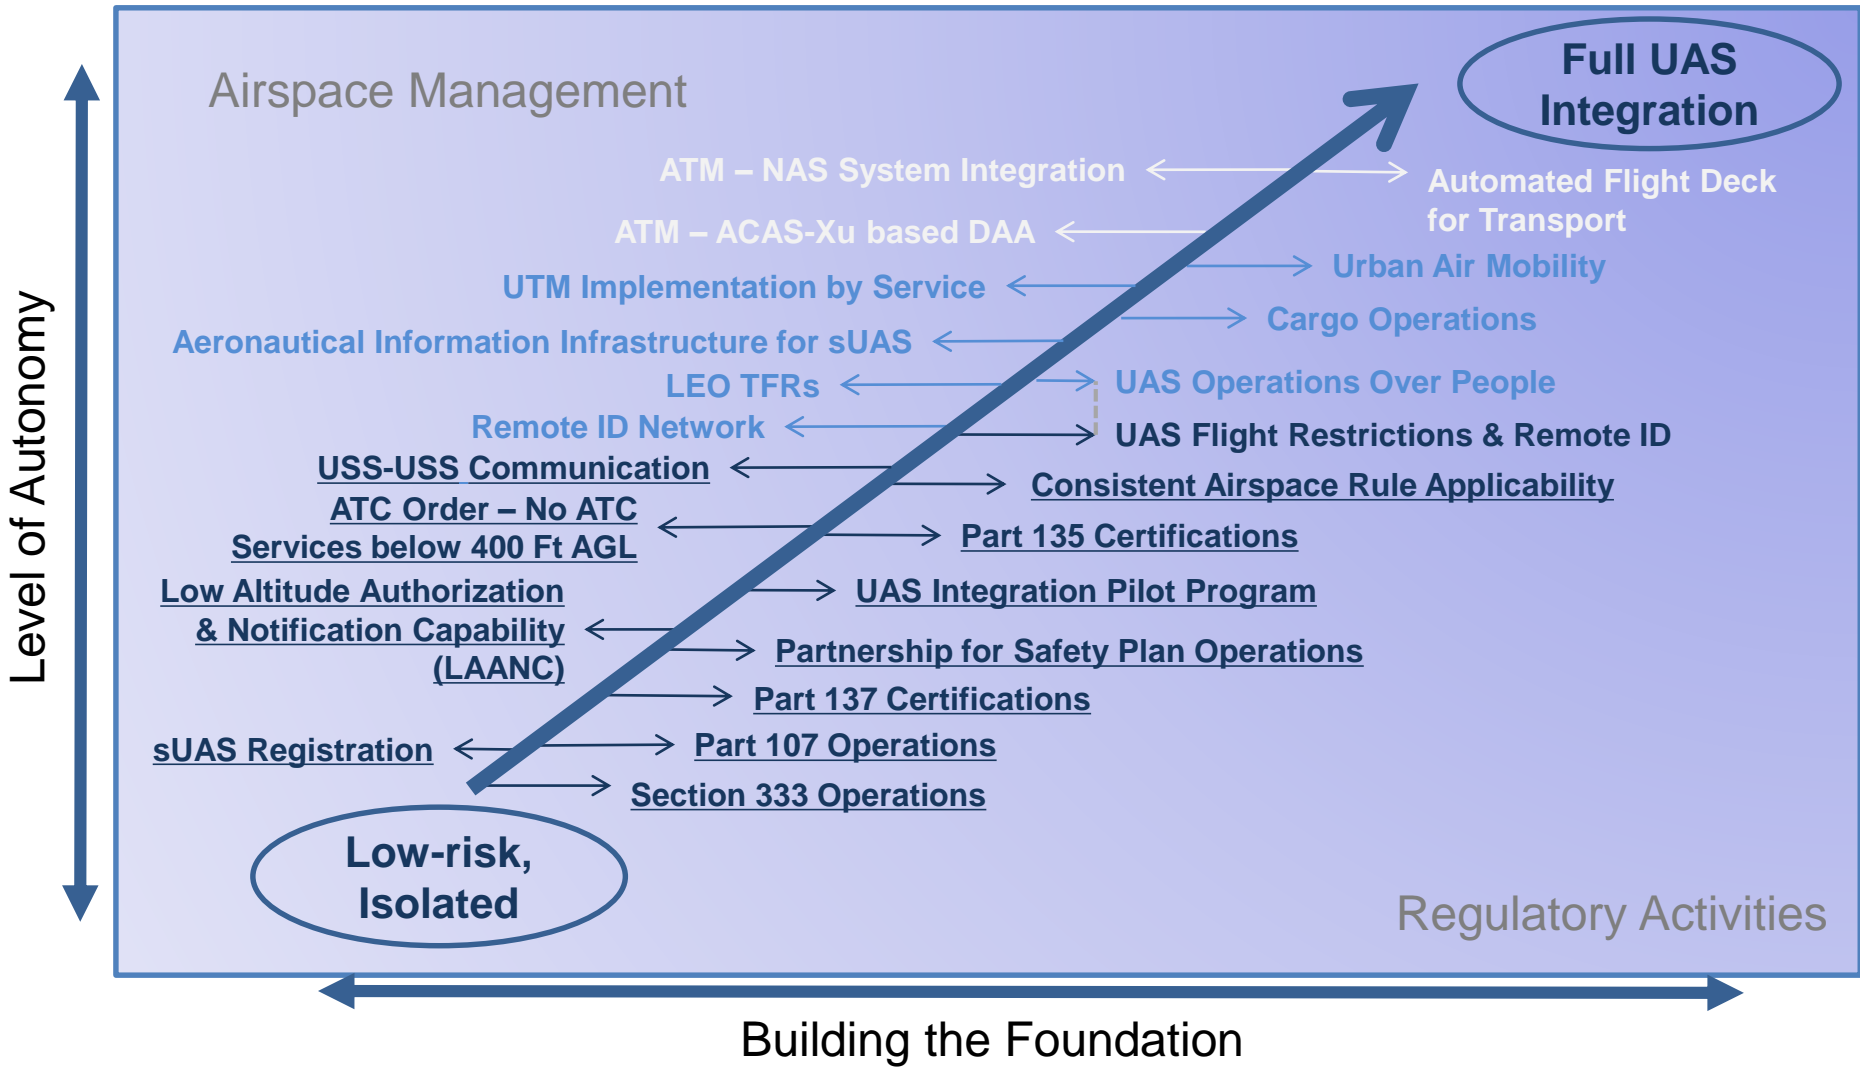 Full UAS
Integration
Airspace Management
ATM – NAS System Integration
Automated Flight Deck
for Transport
ATM – ACAS-Xu based DAA
Urban Air Mobility
UTM Implementation by Service
Cargo Operations
Aeronautical Information Infrastructure for sUAS
LEO TFRs
UAS Operations Over People
Remote ID Network
UAS Flight Restrictions & Remote ID
USS-USS Communication
Consistent Airspace Rule Applicability
ATC Order – No ATC
Services below 400 Ft AGL
Part 135 Certifications
Low Altitude Authorization
& Notification Capability
(LAANC)
UAS Integration Pilot Program
Partnership for Safety Plan Operations
Part 137 Certifications
sUAS Registration
Part 107 Operations
Section 333 Operations
Low-risk,
Isolated
Regulatory Activities
Level of Autonomy
Building the Foundation